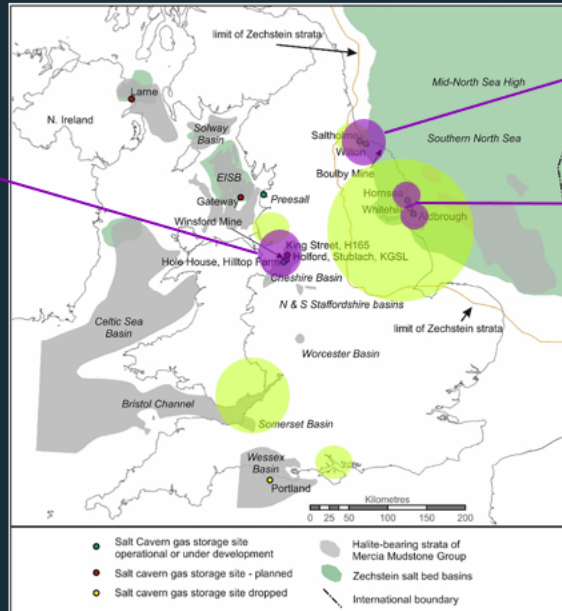 limit of Zechstein strata
Mid-North Sea High
Larne
N. Ireland
Solway
Basin
Saltholme
Wilton
Southern North Sea
Boulby Mine
EISB
Preesall
Gateway
Hornsea
Whitehill
Aldbrough
Winsford Mine
King Street, H165
Hole House, Hilltop Farm
Holford, Stublach, KGSL
Cheshire Basin
N & S Staffordshire basins
limit of Zechstein strata
Celtic Sea
Basin
Worcester Basin
Bristol Channel
Somerset Basin
Wessex
Basin
Portland
Kilometres
0 25 50 100 150 200
Salt Cavern gas storage site
operational or under development
Salt cavern gas storage site - planned
Salt cavern gas storage site dropped
Halite-bearing strata of
Mercia Mudstone Group
Zechstein salt bed basins
International boundary